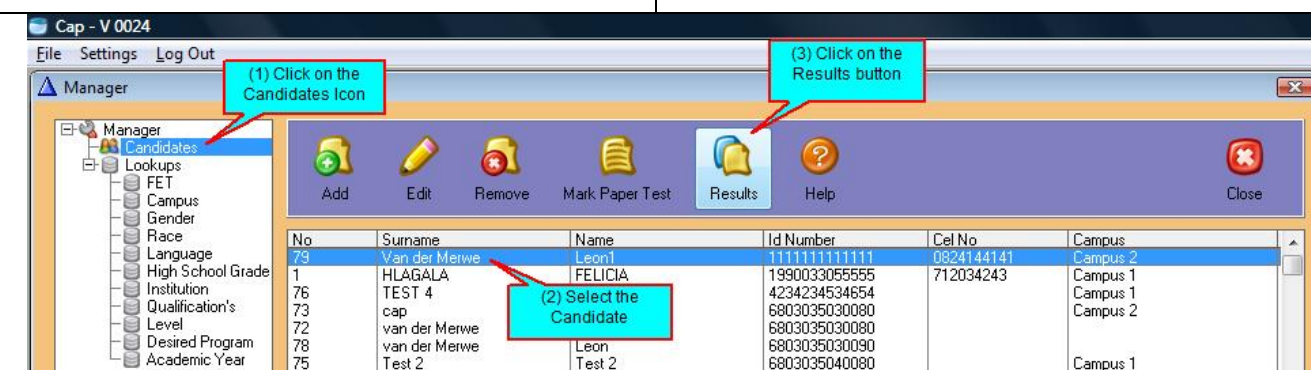 Cap - V 0024
File Settings Log Out
(1) Click on the
Candidates Icon
(3) Click on the
Results button
Manager
Manager
Candidates
Lookups
FET
Campus
Gender
Race
Language
High School Grade
Institution
Qualification's
Level
Desired Program
Academic Year
Add Edit Remove Mark Paper Test Results Help Close
No Surname Name Id Number Cel No Campus
79 Van der Merwe Leon1 1111111111111 0824144141 Campus 2
1 HLAGALA FELICIA 1990033055555 712034243 Campus 1
76 TEST 4 4234234534654 Campus 1
73 cap 6803035030080 Campus 2
72 van der Merwe 6803035030080
78 van der Merwe Leon 6803035030090
75 Test 2 Test 2 6803035040080 Campus 1
(2) Select the
Candidate